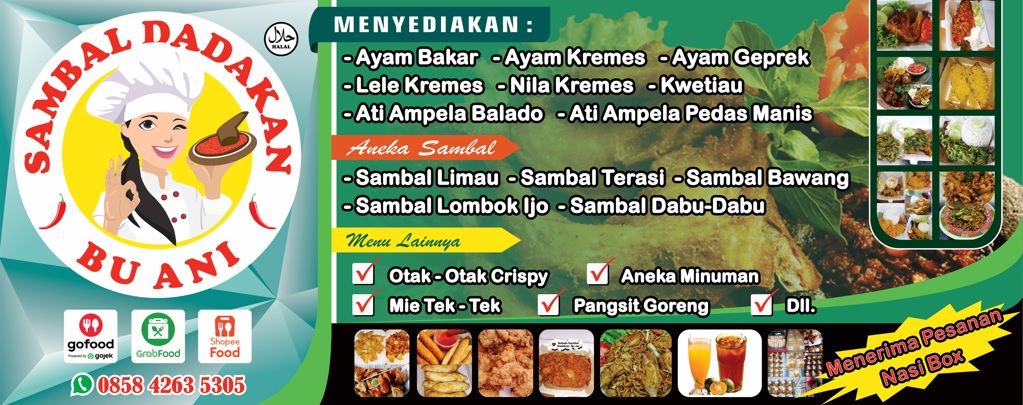 SAMBAL DADAKAN
BU ANI
حلال
HALAL
gofood
Powered by gojek
GrabFood
Shopee
Food
0858 4263 5305
MENYEDIAKAN :
- Ayam Bakar - Ayam Kremes - Ayam Geprek
- Lele Kremes - Nila Kremes - Kwetiau
- Ati Ampela Balado - Ati Ampela Pedas Manis
Aneka Sambal
- Sambal Limau - Sambal Terasi - Sambal Bawang
- Sambal Lombok Ijo - Sambal Dabu-Dabu
Menu Lainnya
Otak - Otak Crispy Aneka Minuman
Mie Tek - Tek Pangsit Goreng Dll.
Menerima Pesanan
Nasi Box